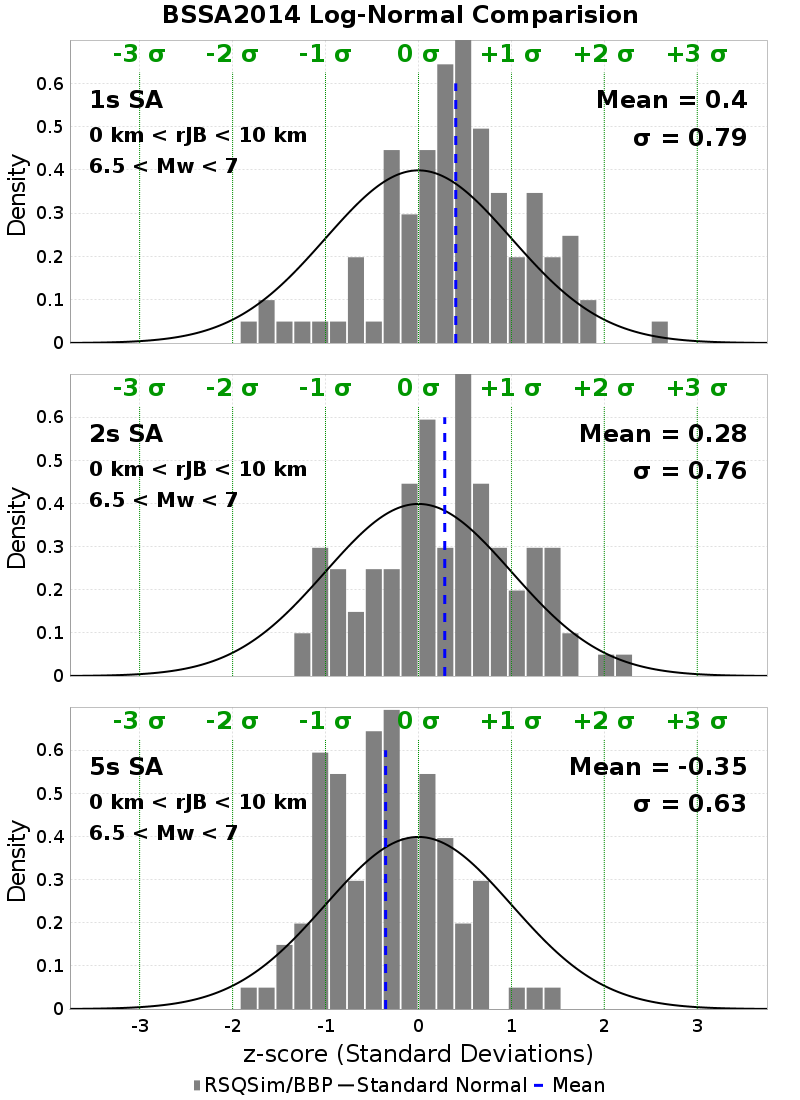 BSSA2014 Log-Normal Comparision
-3 σ -2 σ -1 σ 0 σ +1 σ +2 σ +3 σ
1s SA
0 km < rJB < 10 km
6.5 < Mw < 7
Mean = 0.4
σ = 0.79
Density
0.6
0.5
0.4
0.3
0.2
0.1
0
-3 σ -2 σ -1 σ 0 σ +1 σ +2 σ +3 σ
2s SA
0 km < rJB < 10 km
6.5 < Mw < 7
Mean = 0.28
σ = 0.76
Density
0.6
0.5
0.4
0.3
0.2
0.1
0
-3 σ -2 σ -1 σ 0 σ +1 σ +2 σ +3 σ
5s SA
0 km < rJB < 10 km
6.5 < Mw < 7
Mean = -0.35
σ = 0.63
Density
0.6
0.5
0.4
0.3
0.2
0.1
0
-3 -2 -1 0 1 2 3
z-score (Standard Deviations)
RSQSim/BBP Standard Normal Mean